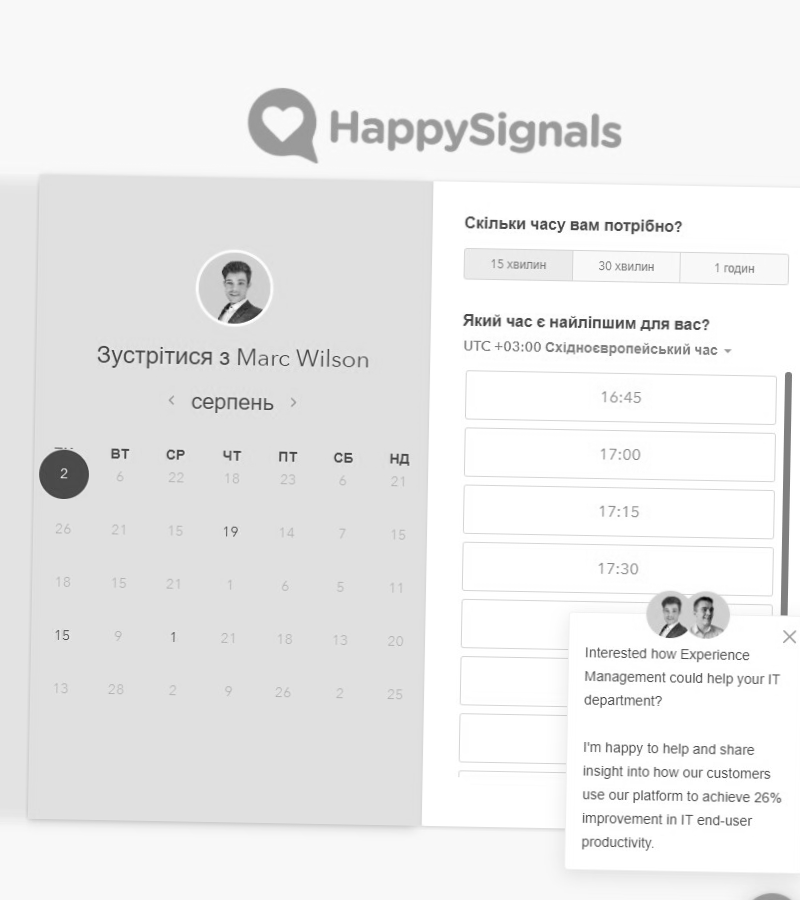 HappySignals
Зустрітися з Marc Wilson
серпень
ВТ СР ЧТ ПТ СБ НД
2 6 22 18 23 6 21
26 21 15 19 14 7 15
18 15 21 1 6 5 11
15 9 1 21 18 13 20
13 28 2 9 26 2 25
Скільки часу вам потрібно?
15 хвилин 30 хвилин 1 годин
Який час є найліпшим для вас?
UTC +03:00 Східноєвропейський час
16:45
17:00
17:15
17:30
Interested how Experience
Management could help your IT
department?
I'm happy to help and share
insight into how our customers
use our platform to achieve 26%
improvement in IT end-user
productivity.